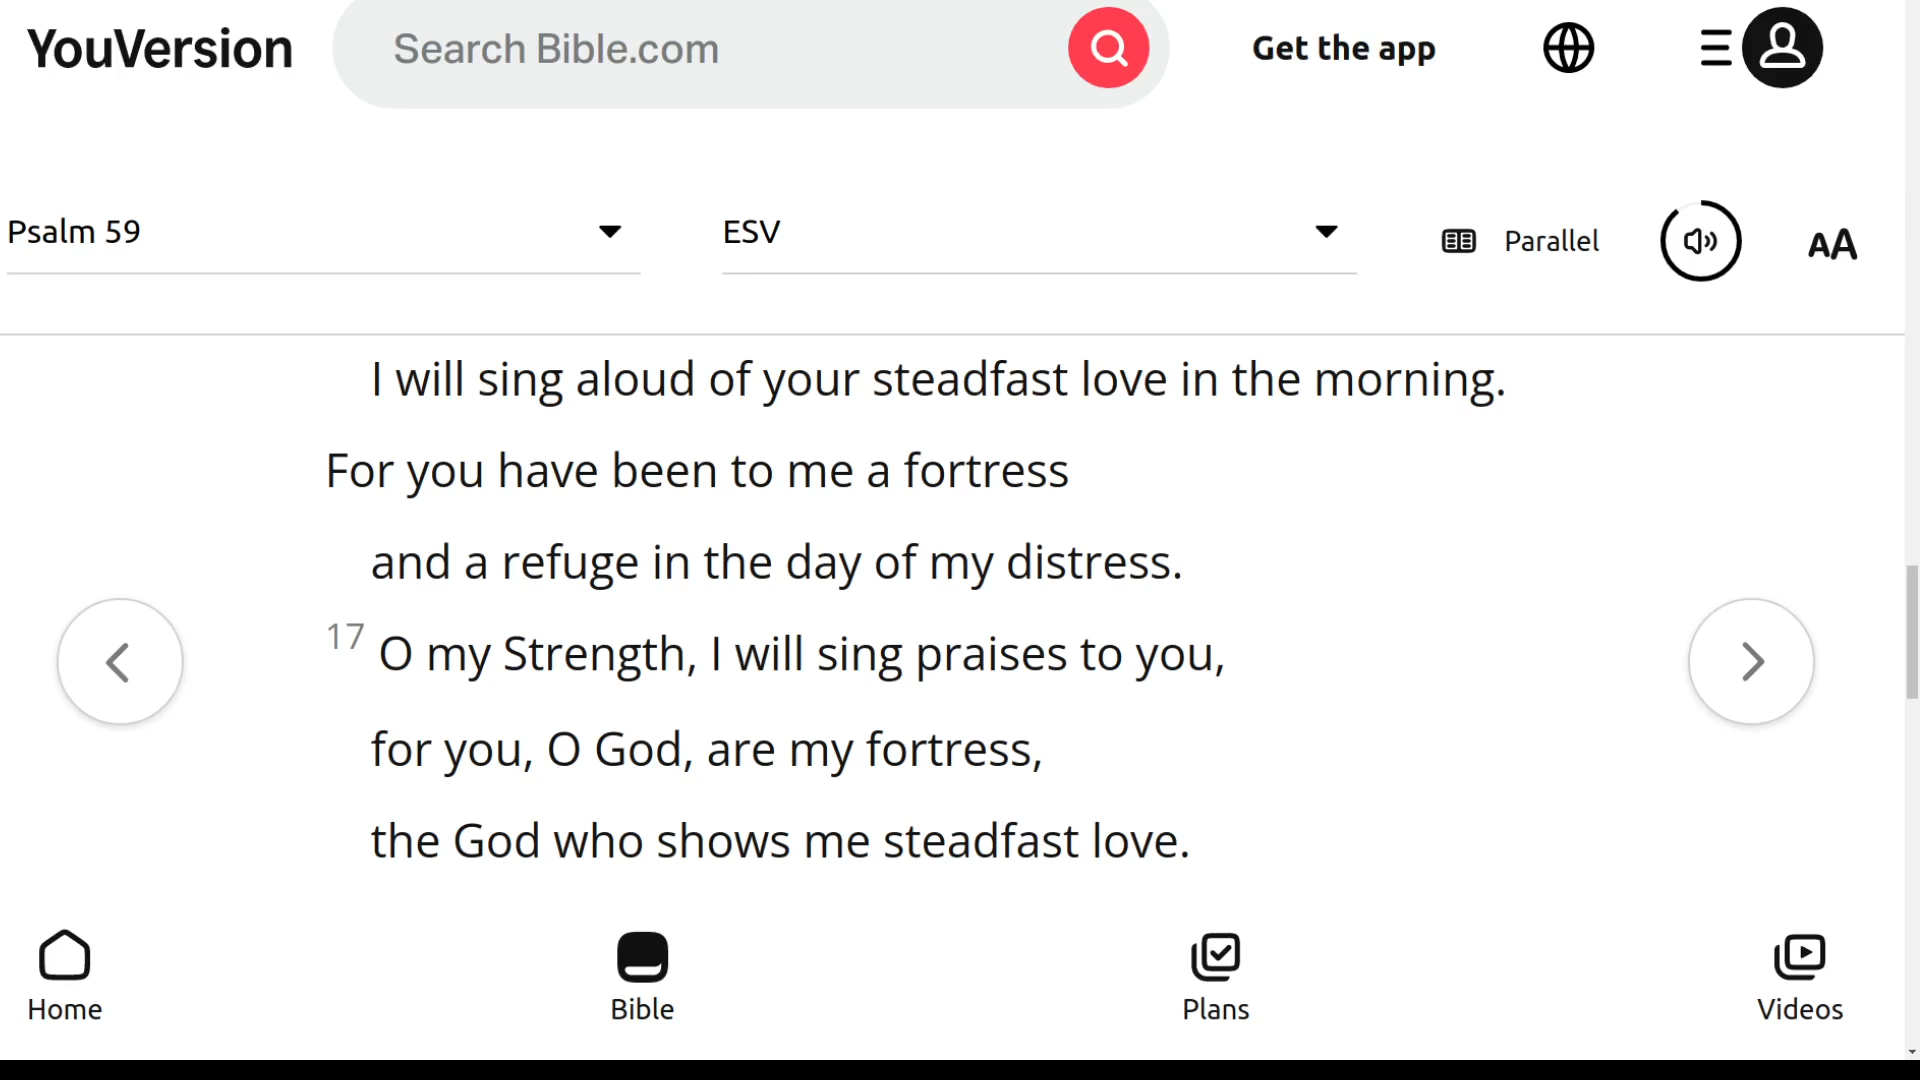 YouVersion
Search Bible.com
Get the app
Psalm 59
ESV
Parallel
AA
I will sing aloud of your steadfast love in the morning.
For you have been to me a fortress
and a refuge in the day of my distress.
17 O my Strength, I will sing praises to you,
for you, O God, are my fortress,
the God who shows me steadfast love.
Home
Bible
Plans
Videos